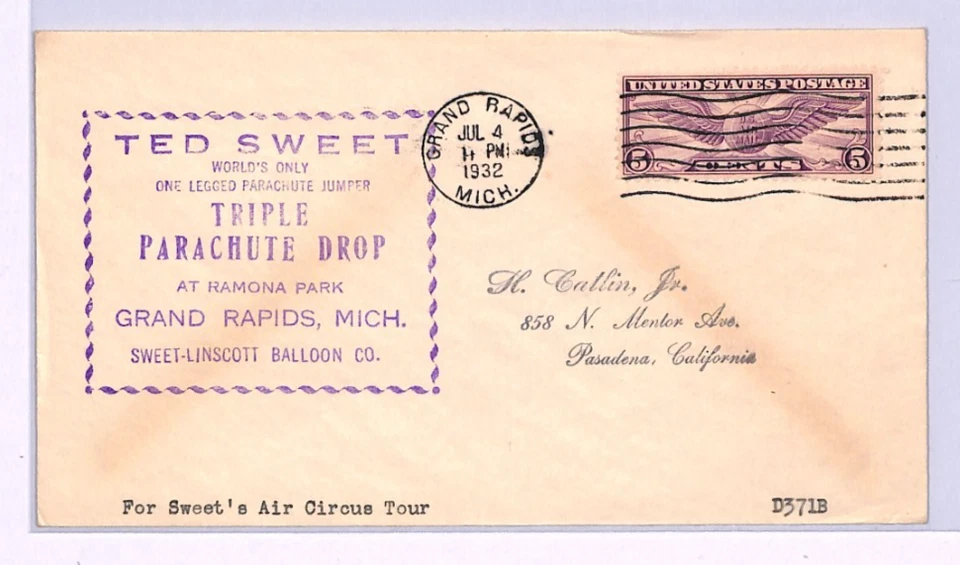 TED SWEET
WORLD'S ONLY
ONE LEGGED PARACHUTE JUMPER
TRIPLE
PARACHUTE DROP
AT RAMONA PARK
GRAND RAPIDS, MICH.
SWEET-LINSCOTT BALLOON CO.
GRAND RAPIDS
JUL 4
11 PM
1932
MICH.
UNITED STATES POSTAGE
5 CENTS 5
H. Catlin, Jr.
858 N. Mentor Ave.
Pasadena, California
For Sweet's Air Circus Tour
D371B